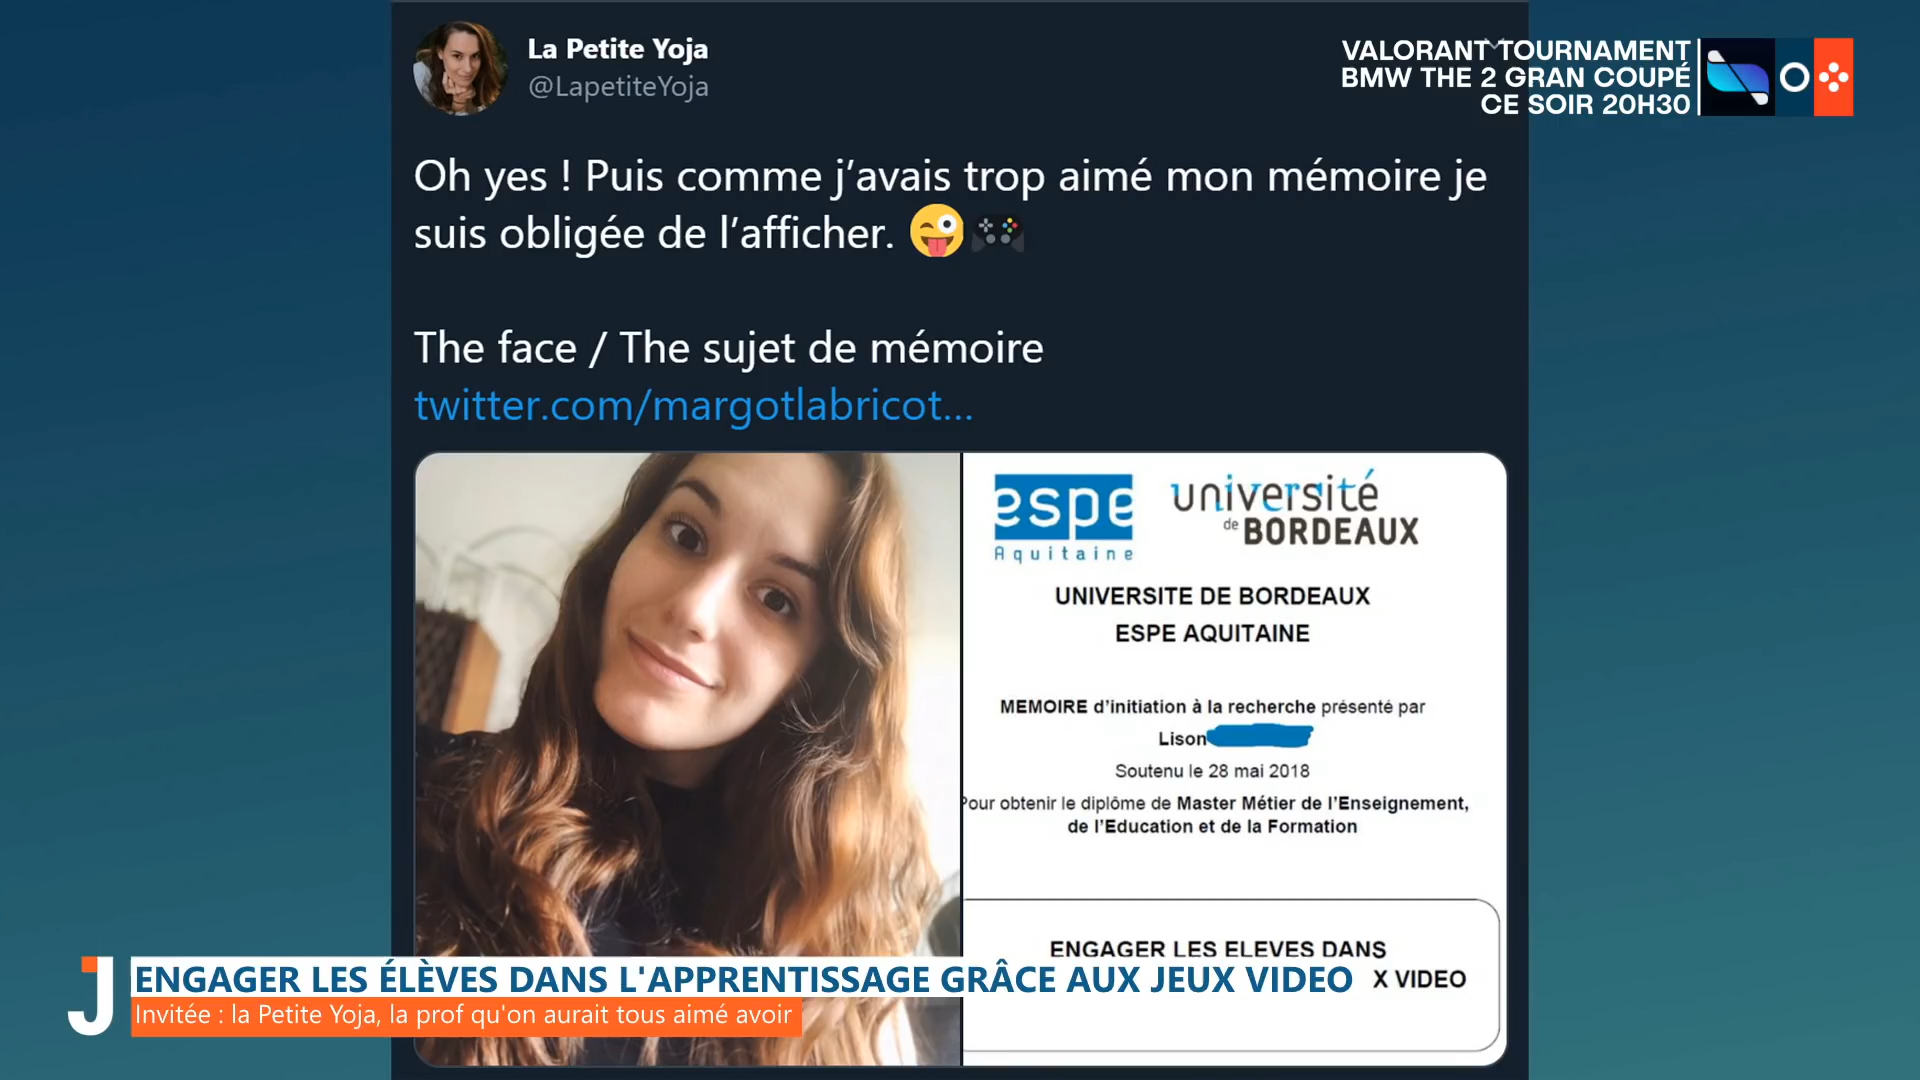 La Petite Yoja
@LapetiteYoja
VALORANT TOURNAMENT
BMW THE 2 GRAN COUPÉ
CE SOIR 20H30
Oh yes ! Puis comme j’avais trop aimé mon mémoire je
suis obligée de l’afficher. 😜🎮
The face / The sujet de mémoire
twitter.com/margotlabricot...
espe
Aquitaine
université
de BORDEAUX
UNIVERSITE DE BORDEAUX
ESPE AQUITAINE
MEMOIRE d’initiation à la recherche présenté par
Lison
Soutenu le 28 mai 2018
Pour obtenir le diplôme de Master Métier de l’Enseignement,
de l’Education et de la Formation
ENGAGER LES ELEVES DANS
X VIDEO
J
ENGAGER LES ÉLÈVES DANS L'APPRENTISSAGE GRÂCE AUX JEUX VIDEO
Invitée : la Petite Yoja, la prof qu'on aurait tous aimé avoir